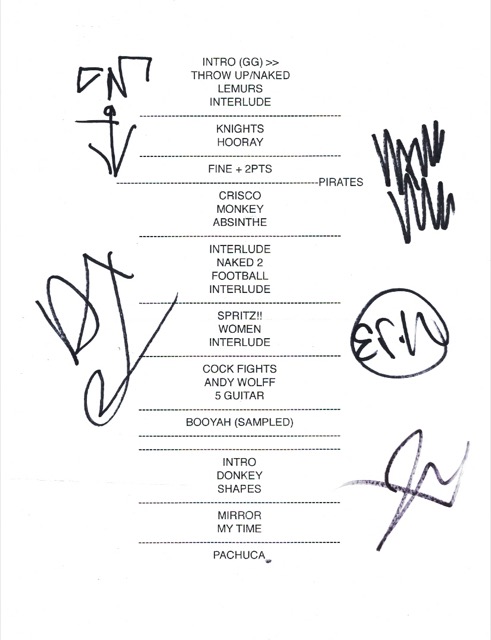 INTRO (GG) >>
THROW UP/NAKED
LEMURS
INTERLUDE
KNIGHTS
HOORAY
FINE + 2PTS
PIRATES
CRISCO
MONKEY
ABSINTHE
INTERLUDE
NAKED 2
FOOTBALL
INTERLUDE
SPRITZ!!
WOMEN
INTERLUDE
COCK FIGHTS
ANDY WOLFF
5 GUITAR
BOOYAH (SAMPLED)
INTRO
DONKEY
SHAPES
MIRROR
MY TIME
PACHUCA